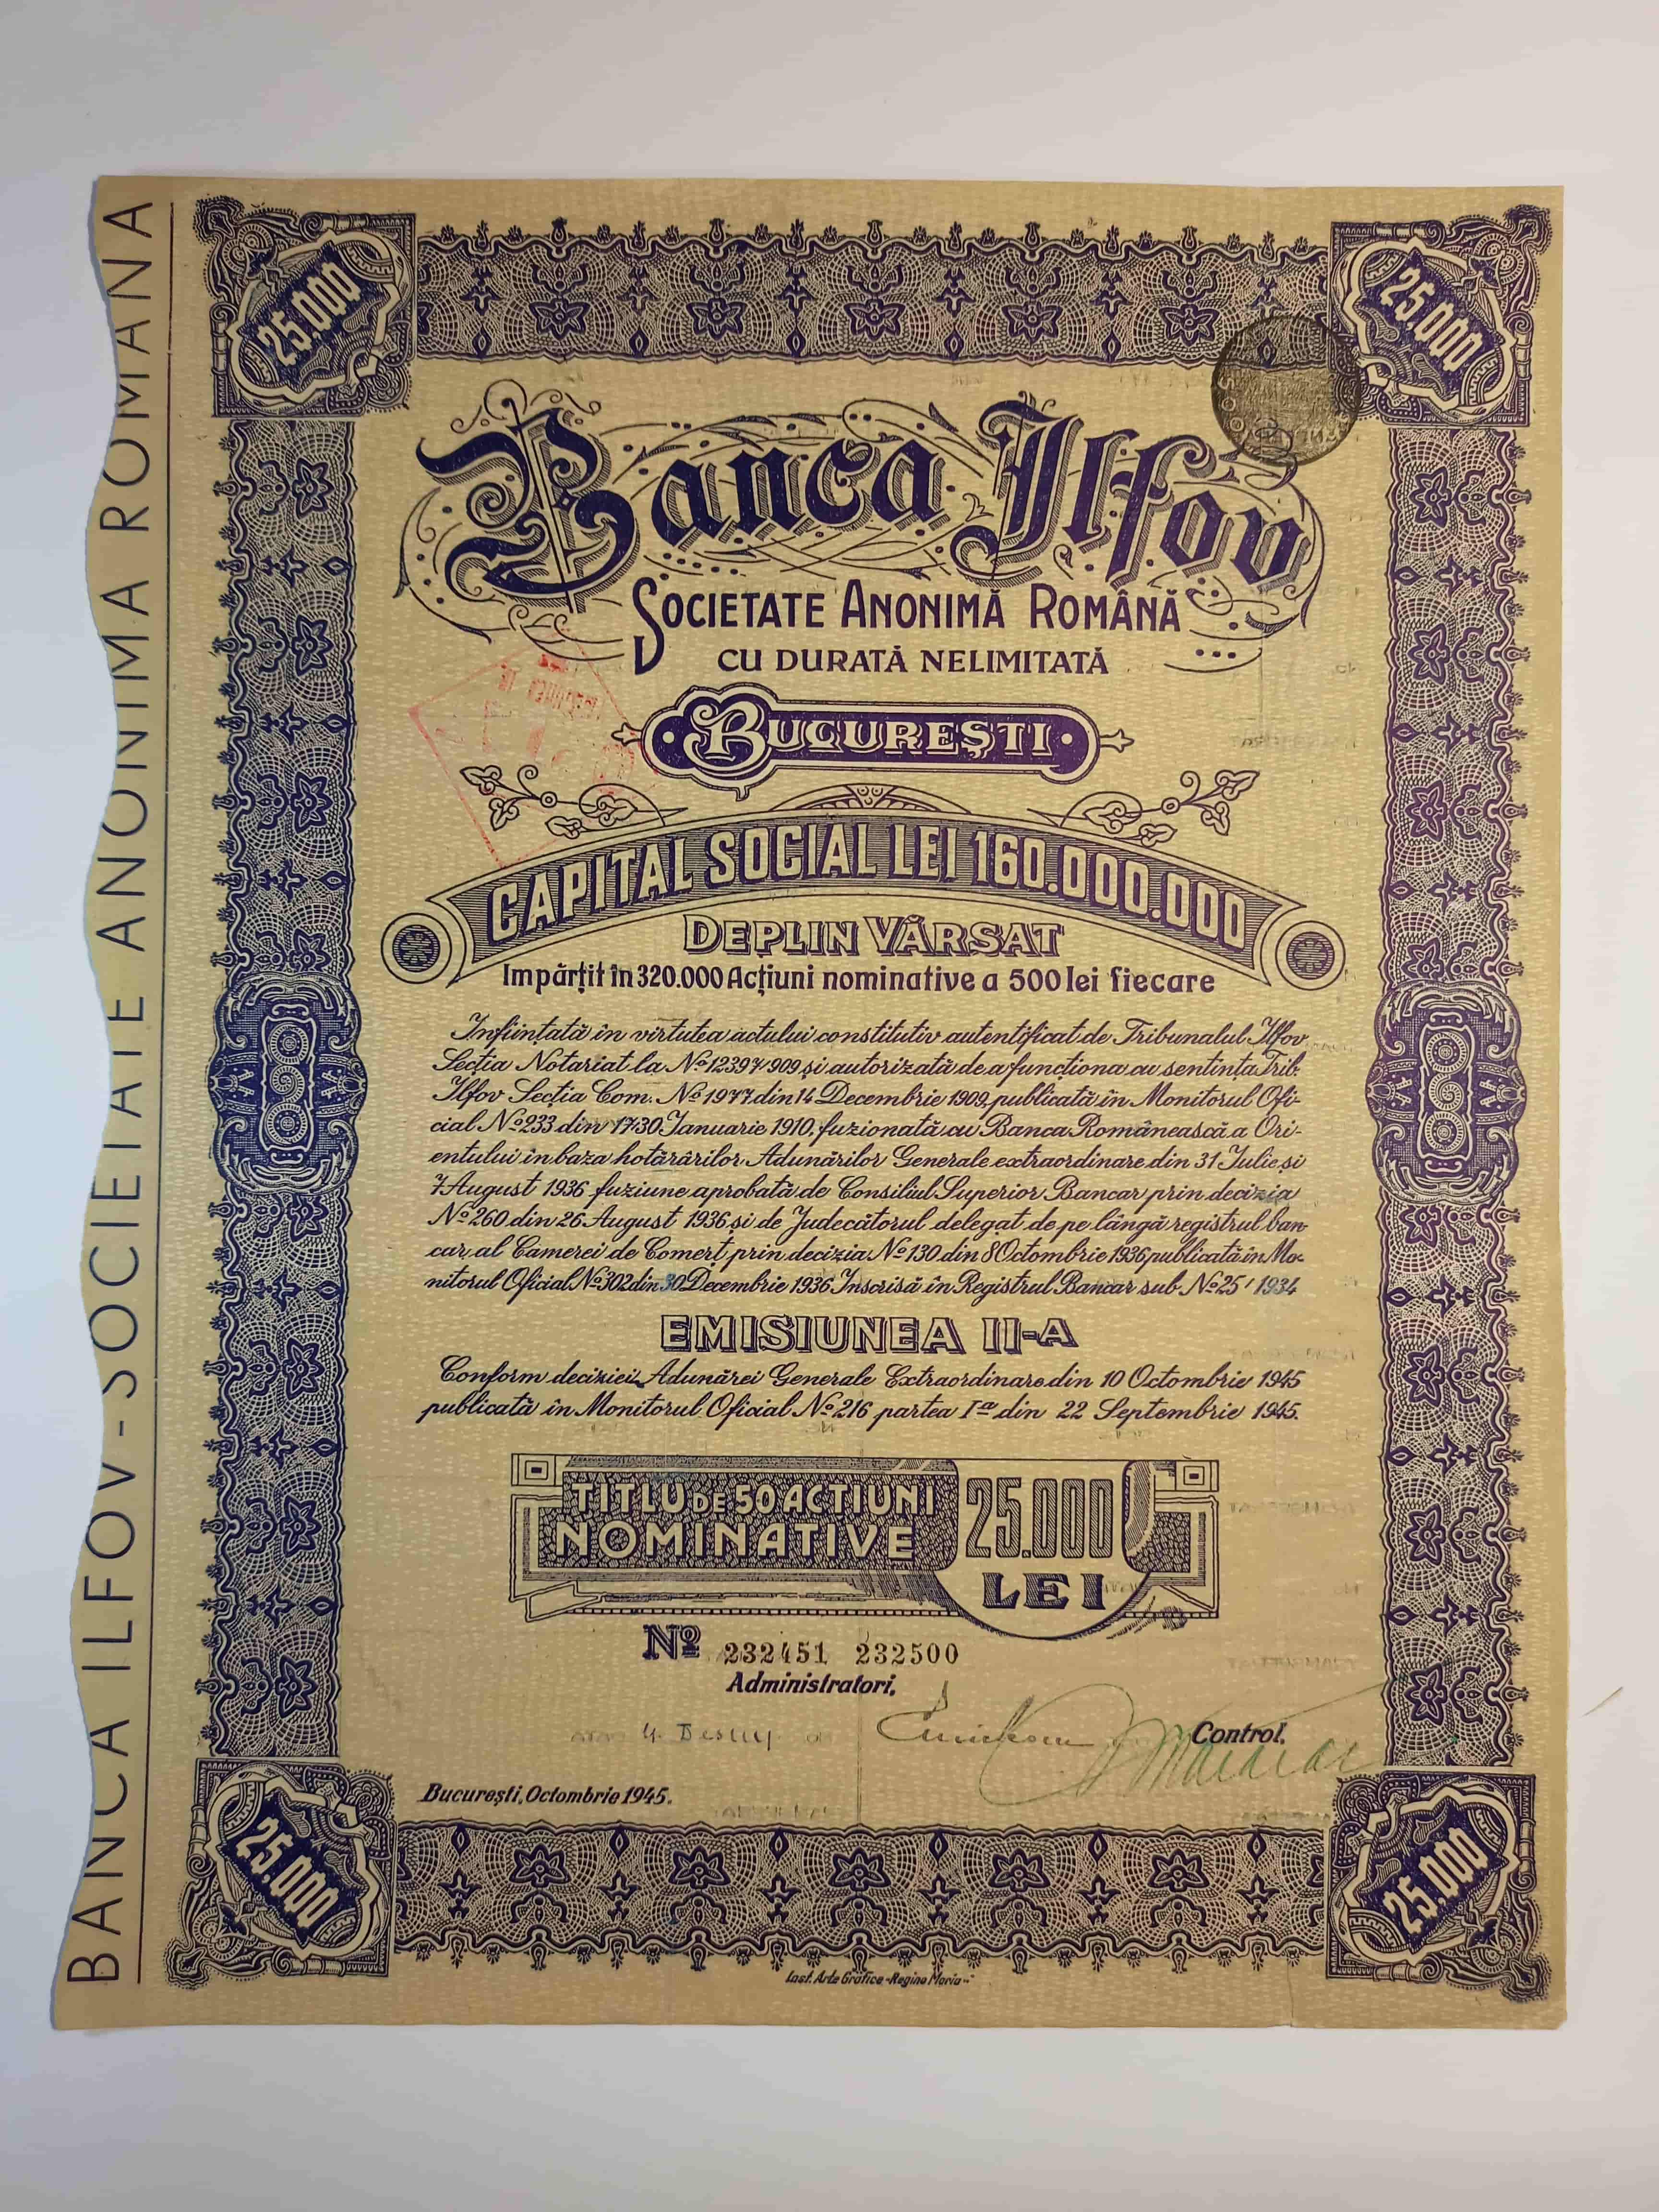 BANCA ILFOV - SOCIETATE ANONIMA ROMANA
25.000
25.000
Banca Ilfov
SOCIETATE ANONIMĂ ROMÂNĂ
CU DURATĂ NELIMITATĂ
BUCUREŞTI
CAPITAL SOCIAL LEI 160.000.000
DEPLIN VĂRSAT
Impărţit în 320.000 Acţiuni nominative a 500 lei fiecare
Infiinţată în virtutea actului constitutiv autentificat de Tribunalul Ilfov
Secţia Notariat la № 12397/909 şi autorizată de a funcţiona cu sentinţa Trib.
Ilfov Secţia Com. № 1977 din 14 Decembrie 1909, publicată în Monitorul Ofi-
cial № 233 din 17/30 Ianuarie 1910, fuzionată cu Banca Românească a Ori-
entului în baza hotărârilor Adunărilor Generale extraordinare din 31 Iulie şi
7 August 1936 fuziune aprobată de Consiliul Superior Bancar prin decizia
№ 260 din 26 August 1936 şi de Judecătorul delegat de pe lângă registrul ban-
car al Camerei de Comerţ prin decizia № 130 din 8 Octombrie 1936 publicată în Mo-
nitorul Oficial № 302 din 30 Decembrie 1936 Inscrisă în Registrul Bancar sub № 25/1934
EMISIUNEA II-A
Conform deciziei Adunărei Generale Extraordinare din 10 Octombrie 1945
publicată în Monitorul Oficial № 216 partea Iª din 22 Septembrie 1945.
TITLU DE 50 ACŢIUNI
NOMINATIVE
25.000
LEI
№ 232451 232500
Administratori,
Control,
Bucureşti, Octombrie 1945.
25.000
25.000
Inst. Arte Grafice „Regina Maria"